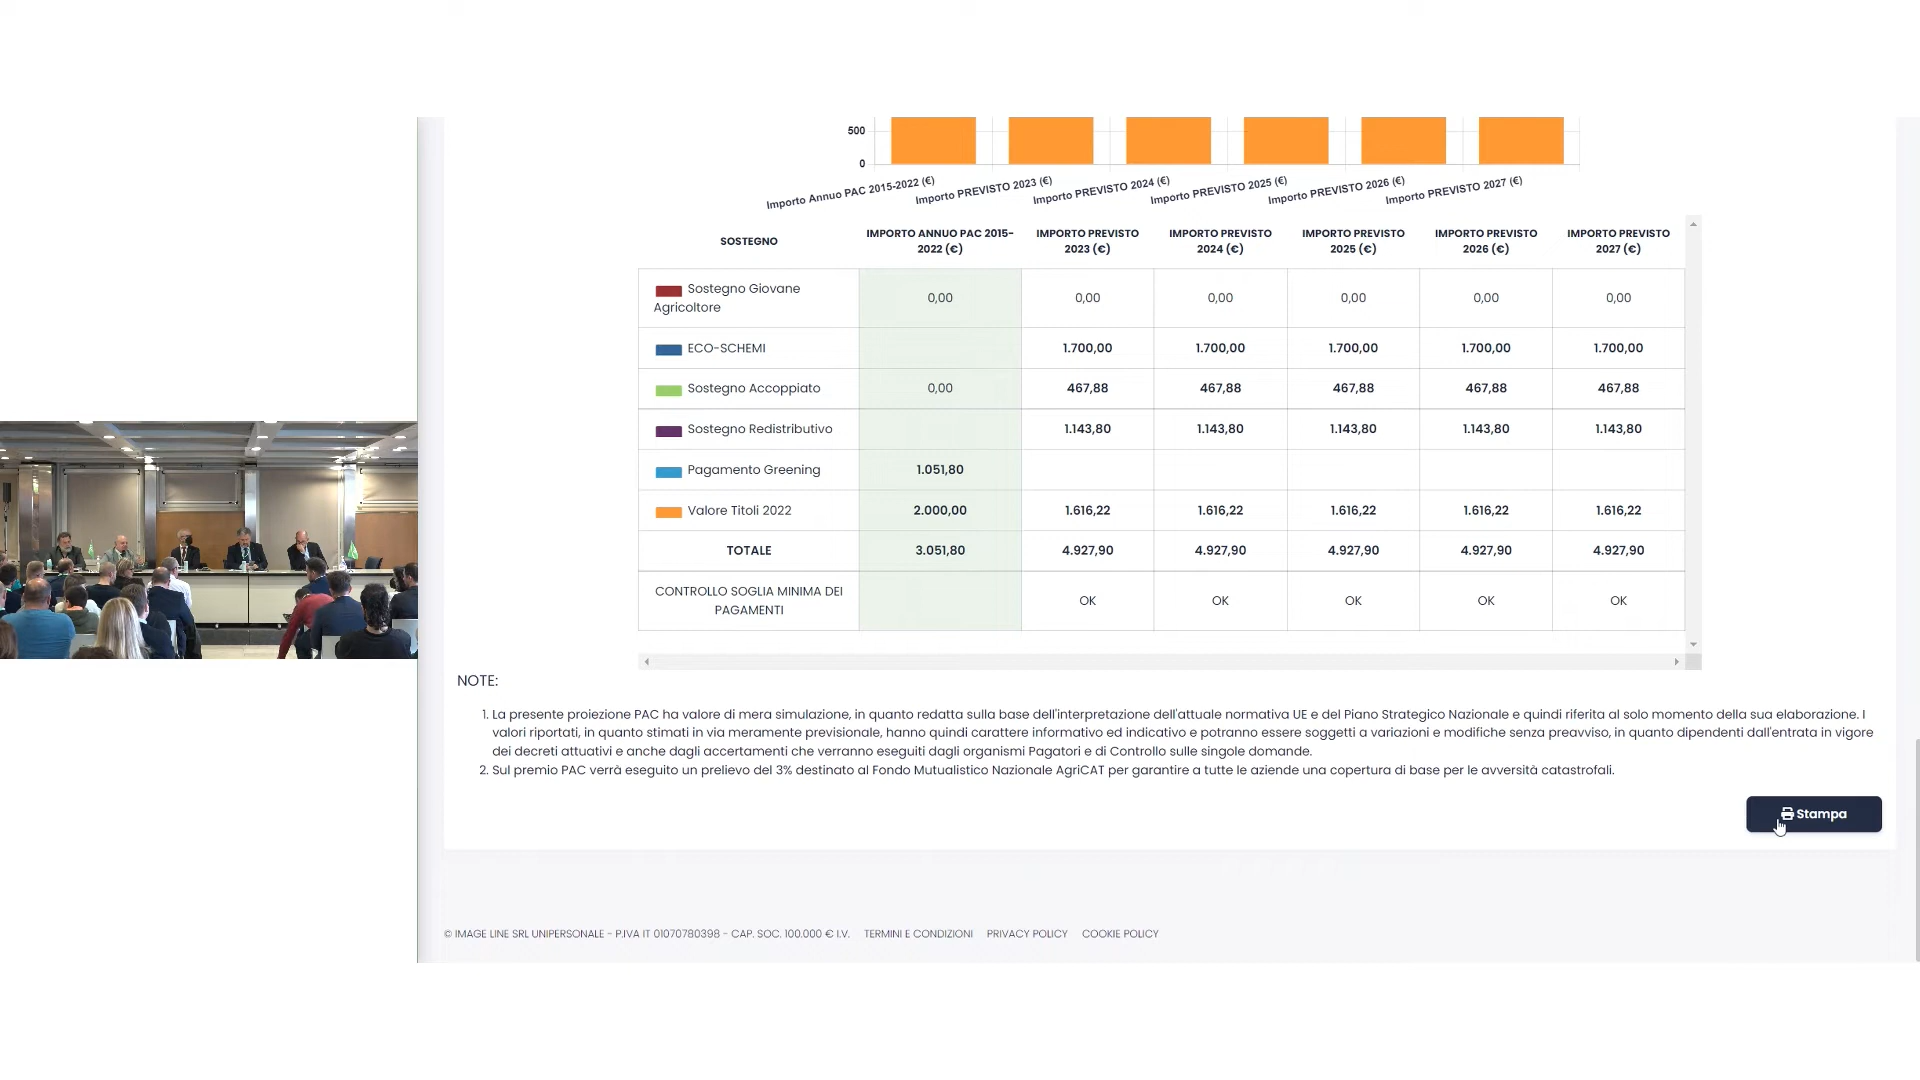 500
0
Importo Annuo PAC 2015-2022 (€)
Importo PREVISTO 2023 (€)
Importo PREVISTO 2024 (€)
Importo PREVISTO 2025 (€)
Importo PREVISTO 2026 (€)
Importo PREVISTO 2027 (€)
SOSTEGNO
IMPORTO ANNUO PAC 2015-
2022 (€)
IMPORTO PREVISTO
2023 (€)
IMPORTO PREVISTO
2024 (€)
IMPORTO PREVISTO
2025 (€)
IMPORTO PREVISTO
2026 (€)
IMPORTO PREVISTO
2027 (€)
Sostegno Giovane
Agricoltore
0,00 0,00 0,00 0,00 0,00 0,00
ECO-SCHEMI 1.700,00 1.700,00 1.700,00 1.700,00 1.700,00
Sostegno Accoppiato 0,00 467,88 467,88 467,88 467,88 467,88
Sostegno Redistributivo 1.143,80 1.143,80 1.143,80 1.143,80 1.143,80
Pagamento Greening 1.051,80
Valore Titoli 2022 2.000,00 1.616,22 1.616,22 1.616,22 1.616,22 1.616,22
TOTALE 3.051,80 4.927,90 4.927,90 4.927,90 4.927,90 4.927,90
CONTROLLO SOGLIA MINIMA DEI
PAGAMENTI
OK OK OK OK OK
NOTE:
1. La presente proiezione PAC ha valore di mera simulazione, in quanto redatta sulla base dell'interpretazione dell'attuale normativa UE e del Piano Strategico Nazionale e quindi riferita al solo momento della sua elaborazione. I
valori riportati, in quanto stimati in via meramente previsionale, hanno quindi carattere informativo ed indicativo e potranno essere soggetti a variazioni e modifiche senza preavviso, in quanto dipendenti dall'entrata in vigore
dei decreti attuativi e anche dagli accertamenti che verranno eseguiti dagli organismi Pagatori e di Controllo sulle singole domande.
2. Sul premio PAC verrà eseguito un prelievo del 3% destinato al Fondo Mutualistico Nazionale AgriCAT per garantire a tutte le aziende una copertura di base per le avversità catastrofali.
Stampa
© IMAGE LINE SRL UNIPERSONALE - P.IVA IT 01070780398 - CAP. SOC. 100.000 € I.V. TERMINI E CONDIZIONI PRIVACY POLICY COOKIE POLICY